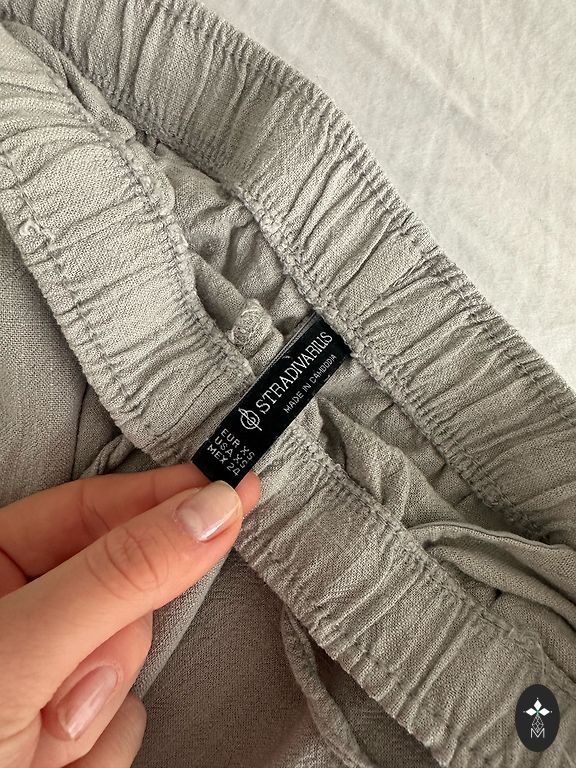 STRADIVARIUS
MADE IN CAMBODIA
EUR XS
USA XS
MEX 24
M